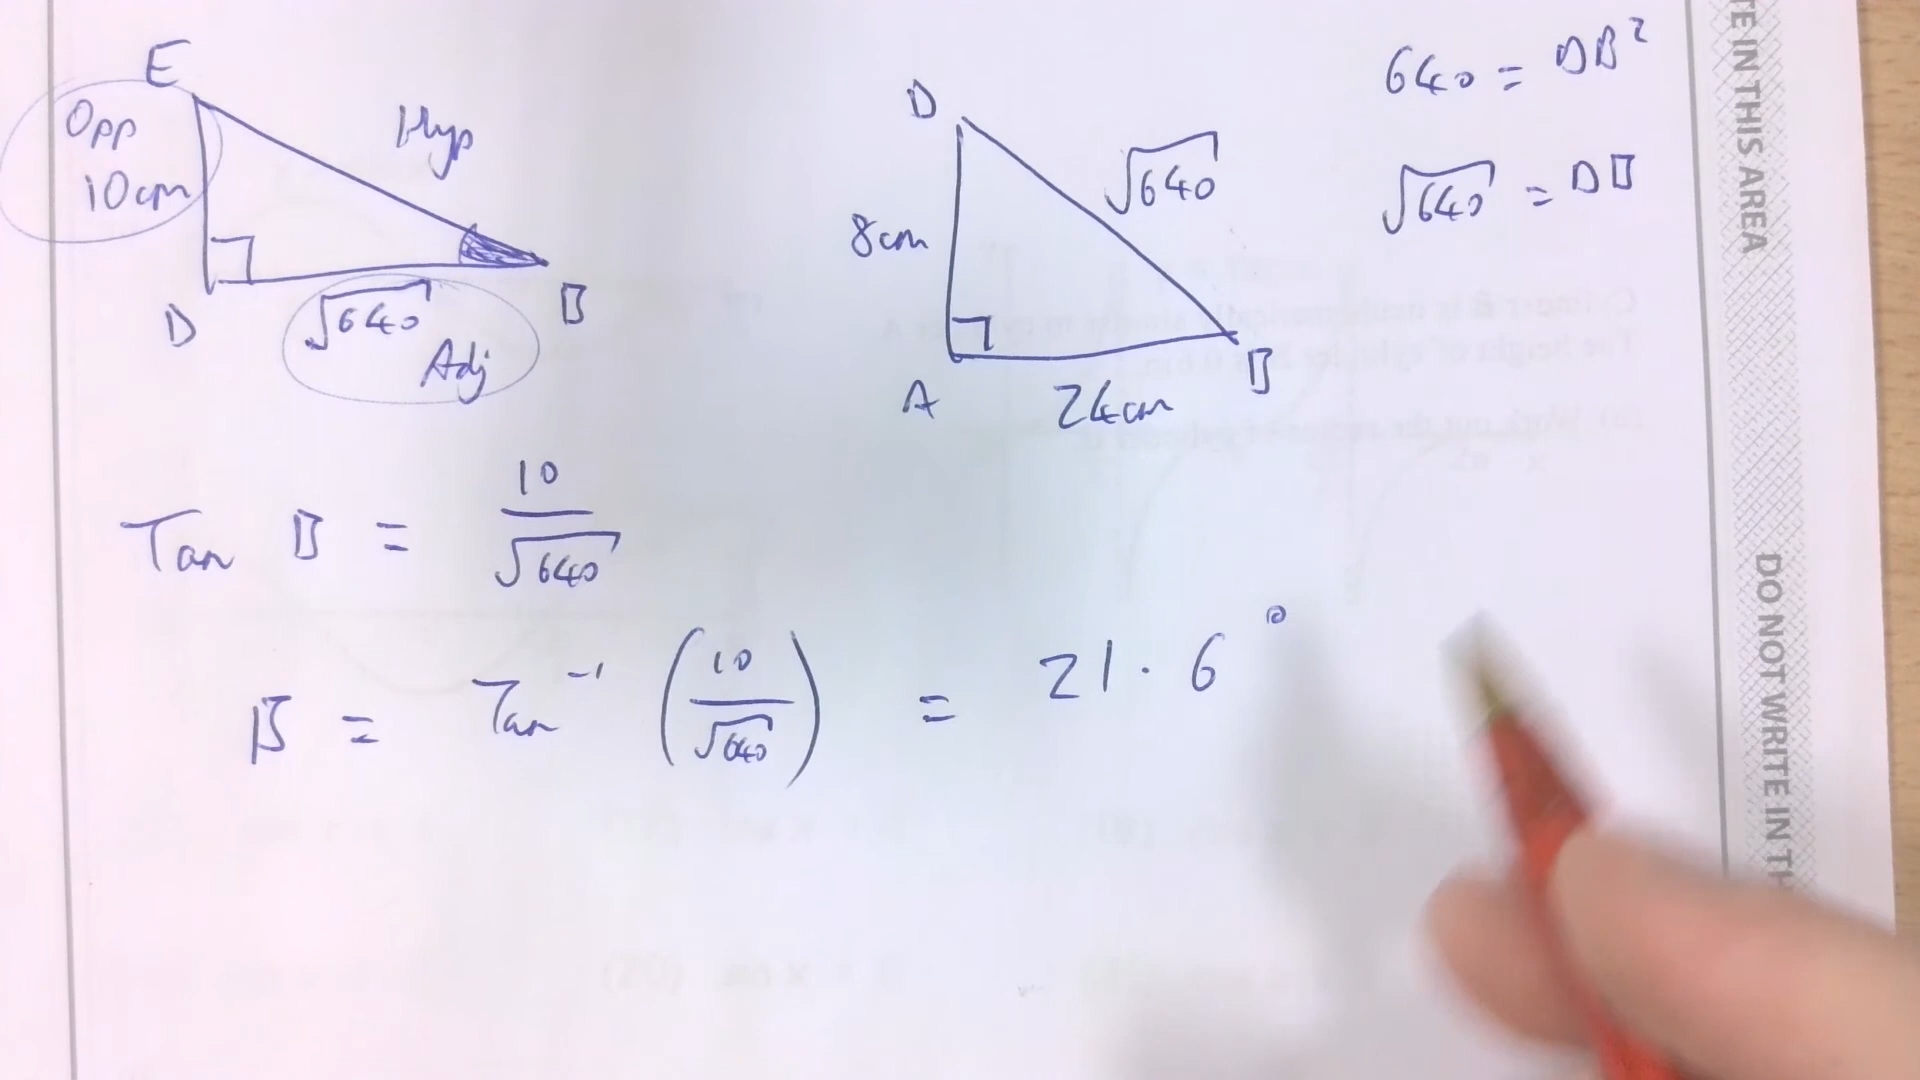 E
Opp
10cm
Hyp
D
√640
Adj
B
D
8cm
√640
A
24cm
B
640 = DB²
√640 = DB
Tan B = 10/√640
B = Tan⁻¹ (10/√640) = 21.6°
TE IN THIS AREA
DO NOT WRITE IN TH